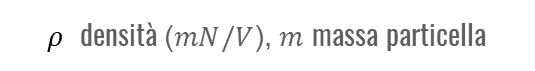 ρ densità (mN/V), m massa particella